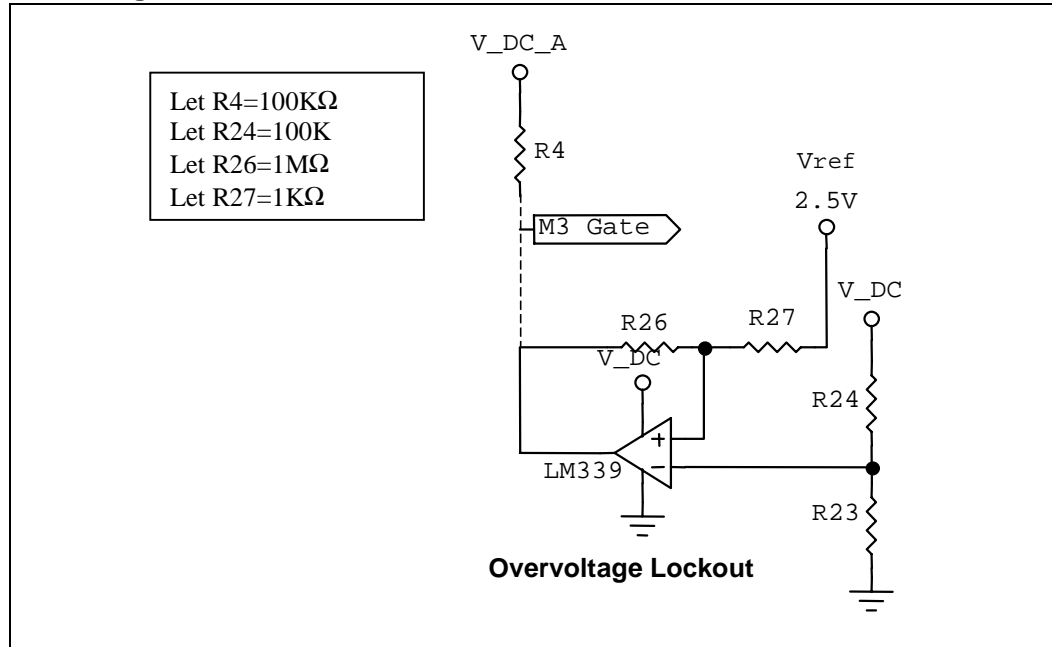 V_DC_A
Let R4=100KΩ
Let R24=100K
Let R26=1MΩ
Let R27=1KΩ
R4
Vref
2.5V
M3 Gate
V_DC
R26
R27
V_DC
R24
+
−
LM339
R23
Overvoltage Lockout